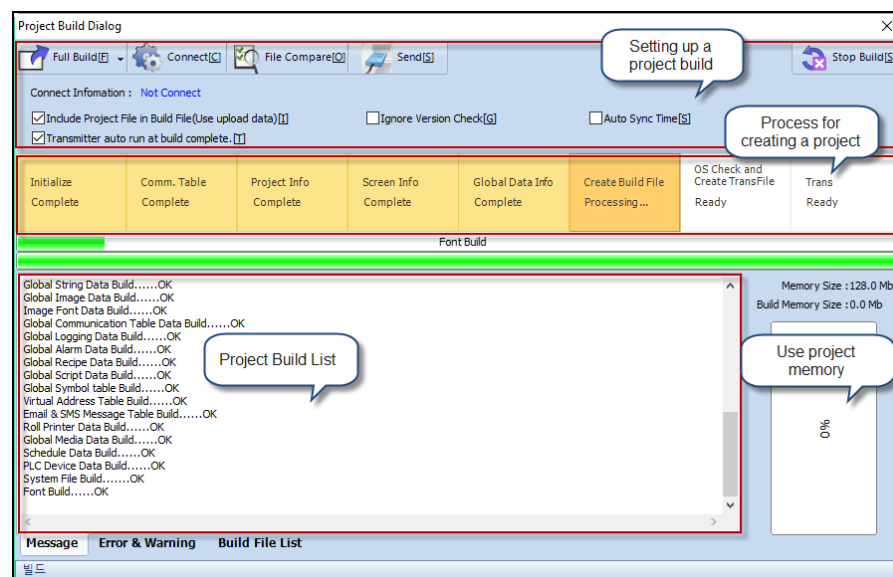 Project Build Dialog
Full Build[F] Connect[C] File Compare[O] Send[S] Stop Build[S
Setting up a
project build
Connect Infomation : Not Connect
Include Project File in Build File(Use upload data)[I] Ignore Version Check[G] Auto Sync Time[S]
Transmitter auto run at build complete.[T]
Process for
creating a project
Initialize
Complete
Comm. Table
Complete
Project Info
Complete
Screen Info
Complete
Global Data Info
Complete
Create Build File
Processing...
OS Check and
Create TransFile
Ready
Trans
Ready
Font Build
Global String Data Build......OK
Global Image Data Build......OK
Image Font Data Build......OK
Global Communication Table Data Build......OK
Global Logging Data Build......OK
Global Alarm Data Build......OK
Global Recipe Data Build......OK
Global Script Data Build......OK
Global Symbol table Build......OK
Virtual Address Table Build......OK
Email & SMS Message Table Build......OK
Roll Printer Data Build......OK
Global Media Data Build......OK
Schedule Data Build......OK
PLC Device Data Build......OK
System File Build.......OK
Font Build......OK
Project Build List
Memory Size :128.0 Mb
Build Memory Size :0.0 Mb
Use project
memory
0%
Message Error & Warning Build File List
빌드